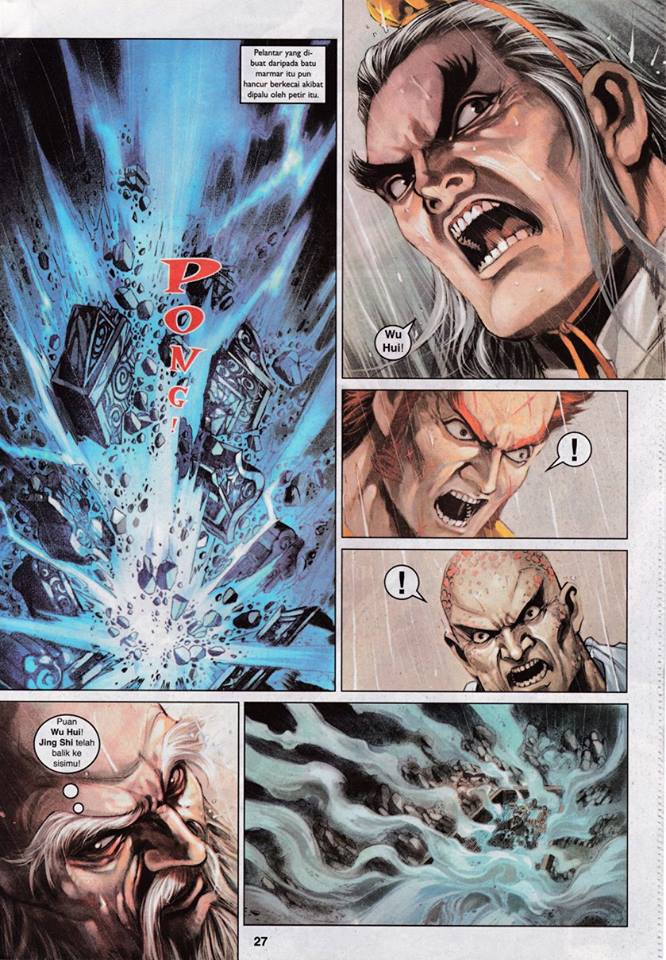 Pelantar yang di-
buat daripada batu
marmar itu pun
hancur berkecai akibat
dipalu oleh petir itu.
PONG!
Wu
Hui!
!
!
Puan
Wu Hui!
Jing Shi telah
balik ke
sisimu!
27